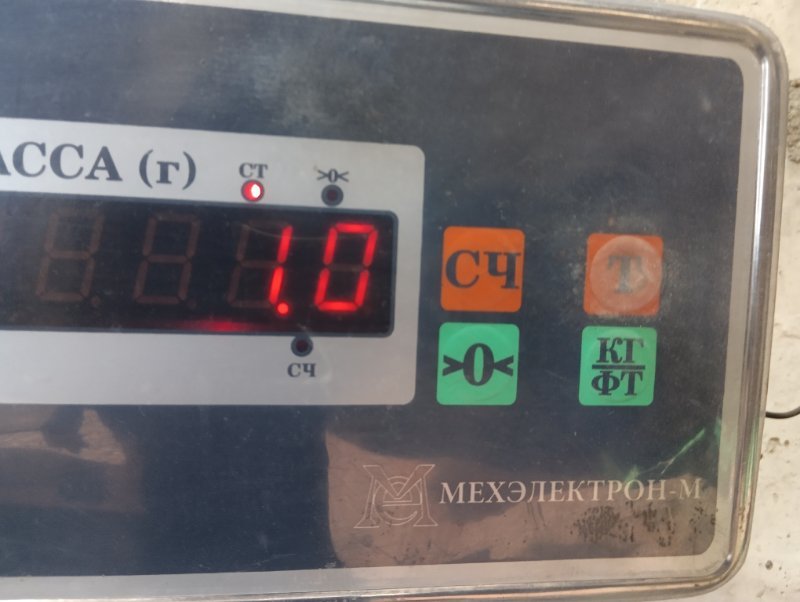 АССА (г)
СТ
>0<
1.0
СЧ
СЧ
Т
>0<
КГ
ФТ
МЕХЭЛЕКТРОН-М